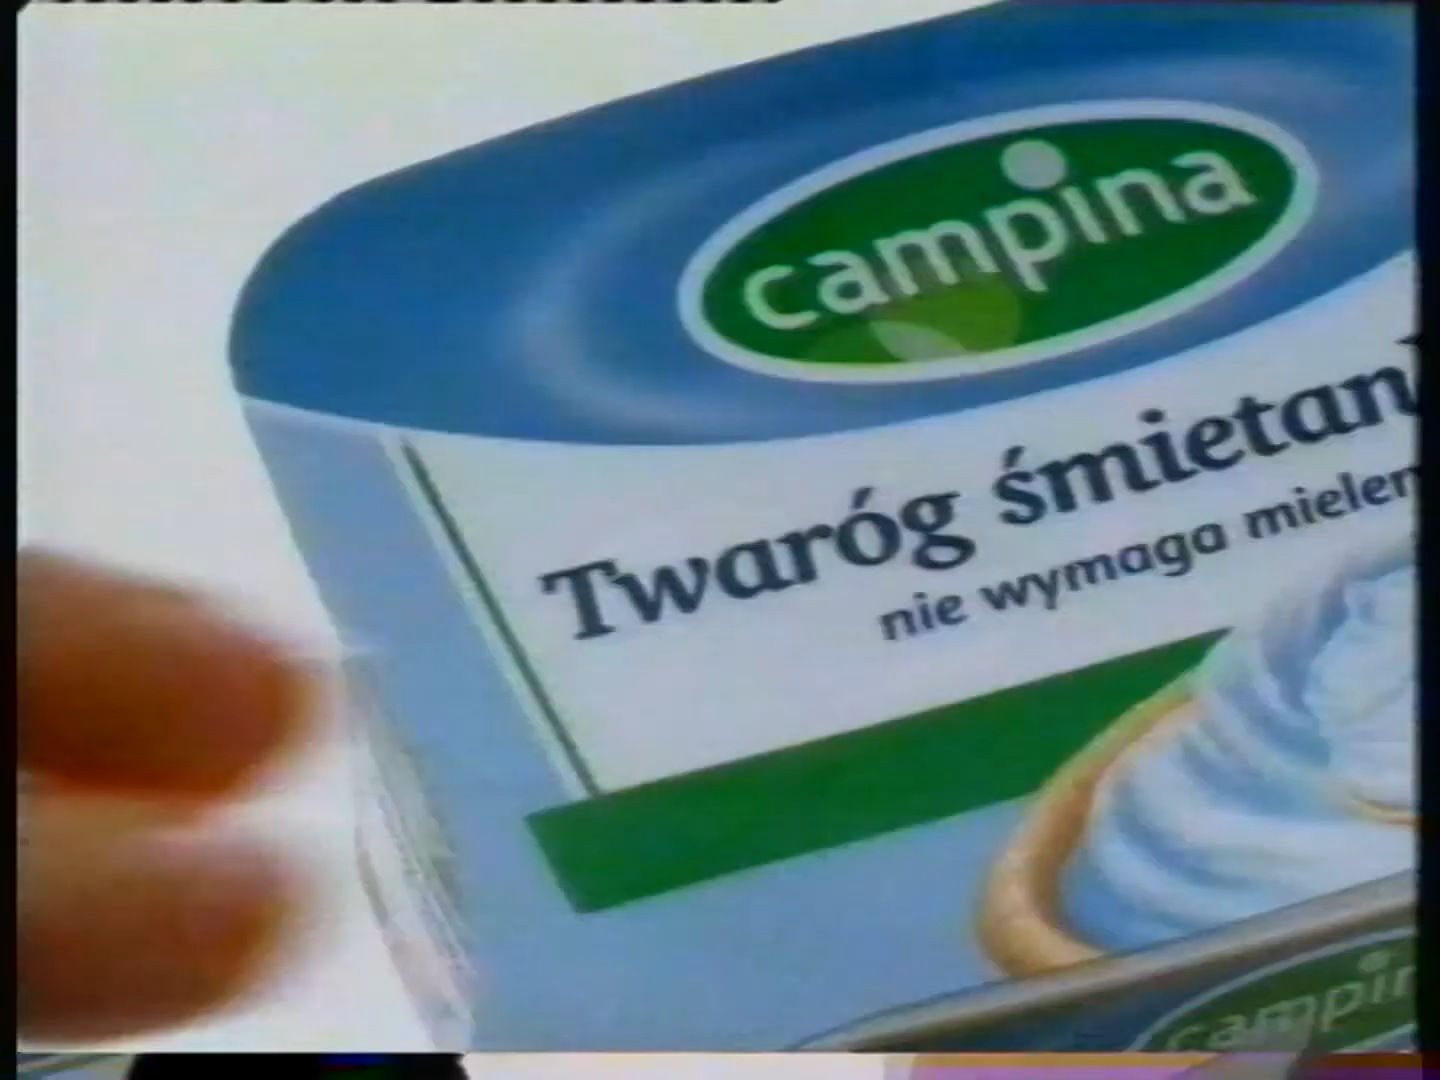 campina
Twaróg śmietan
nie wymaga mielen
campin